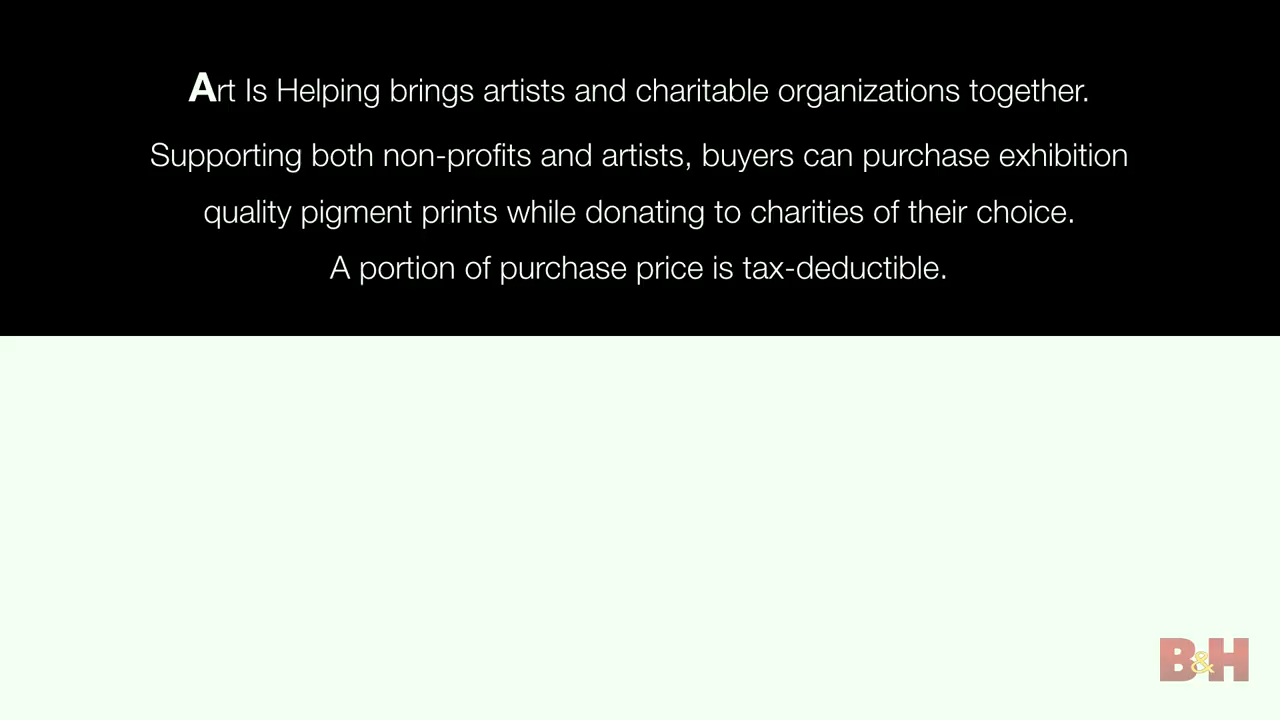 Art Is Helping brings artists and charitable organizations together.
Supporting both non-profits and artists, buyers can purchase exhibition
quality pigment prints while donating to charities of their choice.
A portion of purchase price is tax-deductible.
B&H